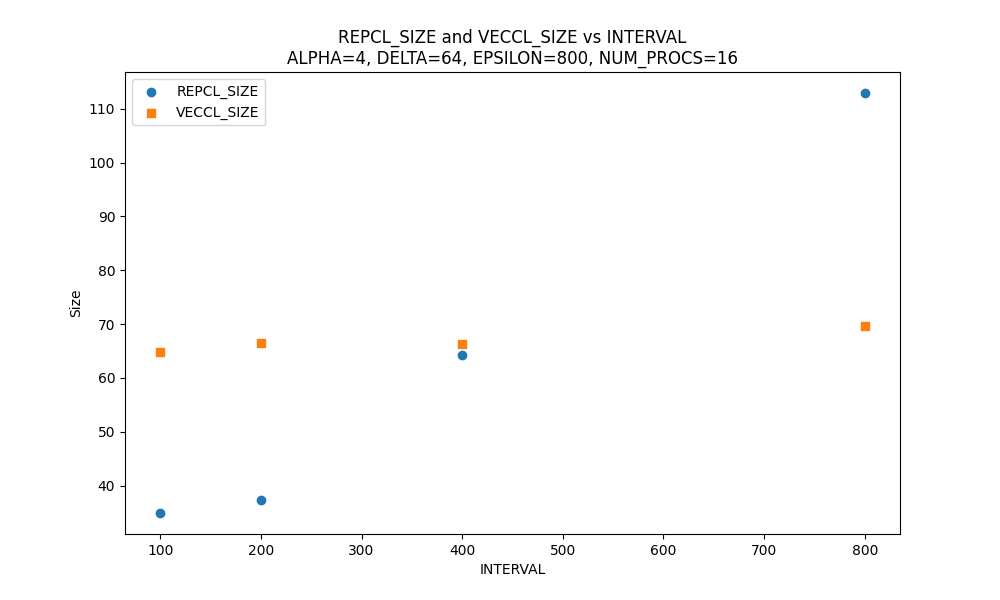 REPCL_SIZE and VECCL_SIZE vs INTERVAL
ALPHA=4, DELTA=64, EPSILON=800, NUM_PROCS=16
REPCL_SIZE
VECCL_SIZE
110
100
90
80
70
60
50
40
Size
100 200 300 400 500 600 700 800
INTERVAL